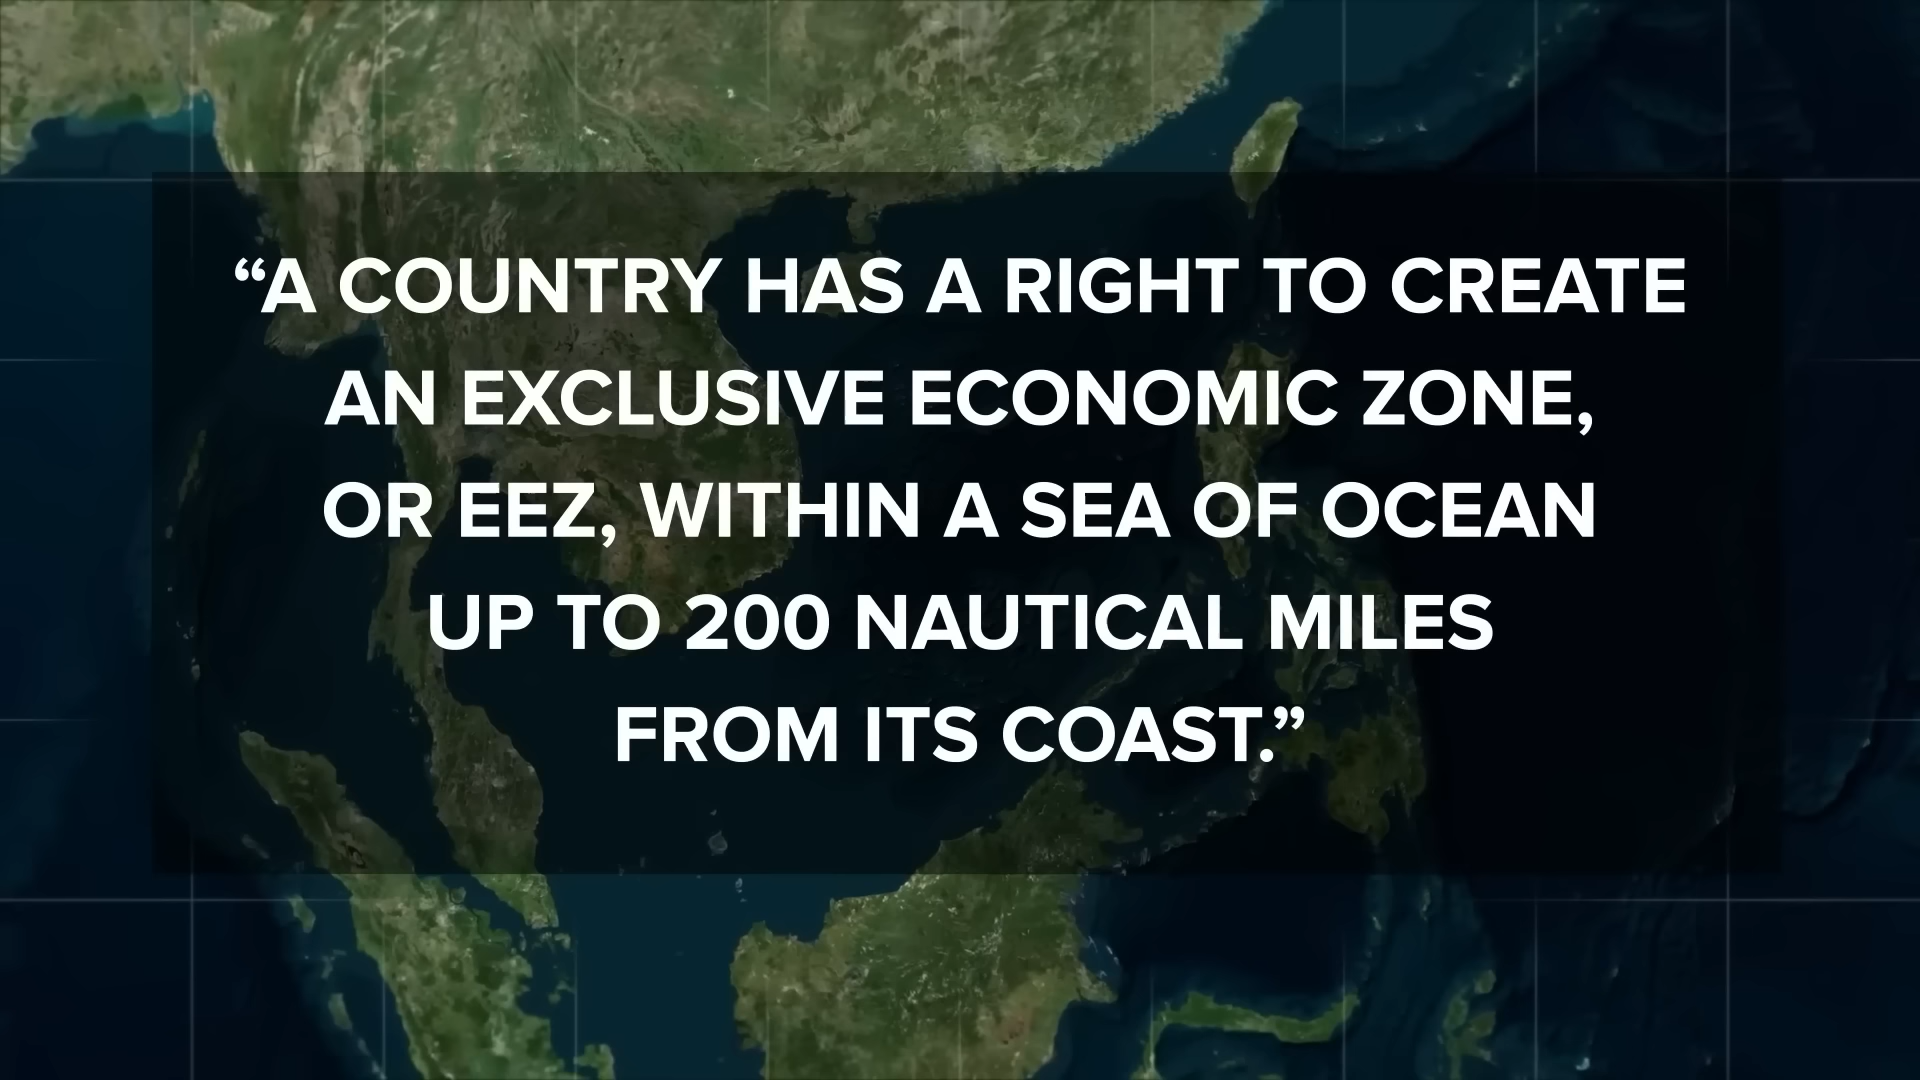 “A COUNTRY HAS A RIGHT TO CREATE
AN EXCLUSIVE ECONOMIC ZONE,
OR EEZ, WITHIN A SEA OF OCEAN
UP TO 200 NAUTICAL MILES
FROM ITS COAST.”